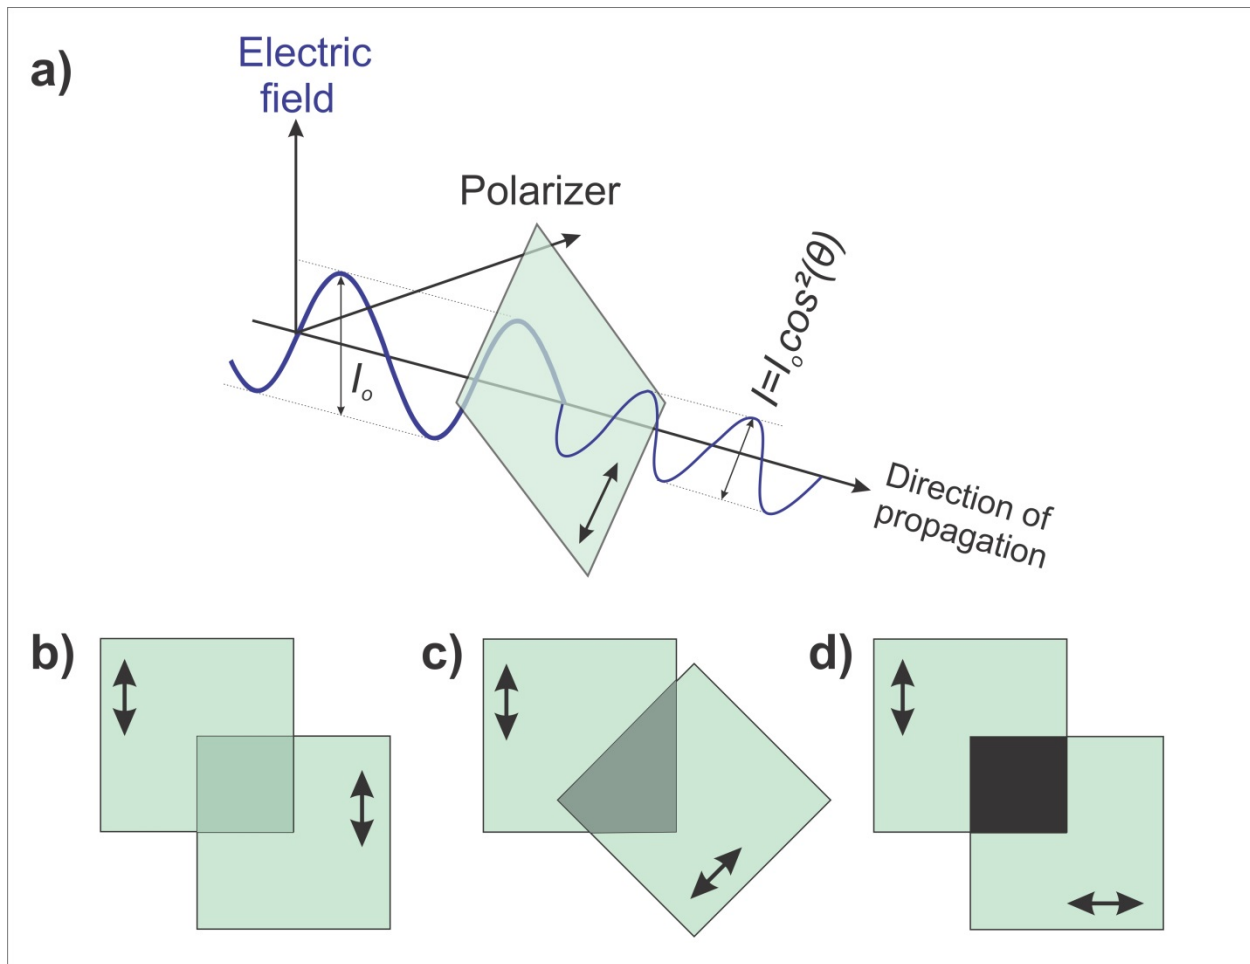 a)
Electric
field
Polarizer
Iₒ
I=Iₒcos²(θ)
Direction of
propagation
b)
c)
d)